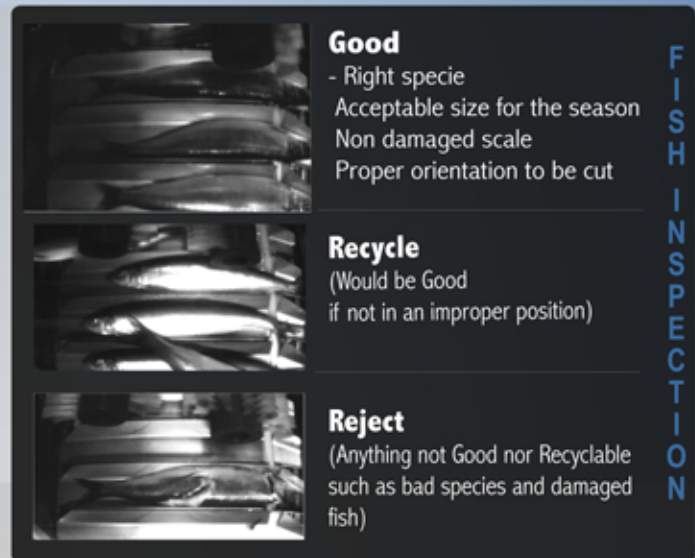 Good
- Right specie
Acceptable size for the season
Non damaged scale
Proper orientation to be cut
Recycle
(Would be Good
if not in an improper position)
Reject
(Anything not Good nor Recyclable
such as bad species and damaged
fish)
FISH INSPECTION